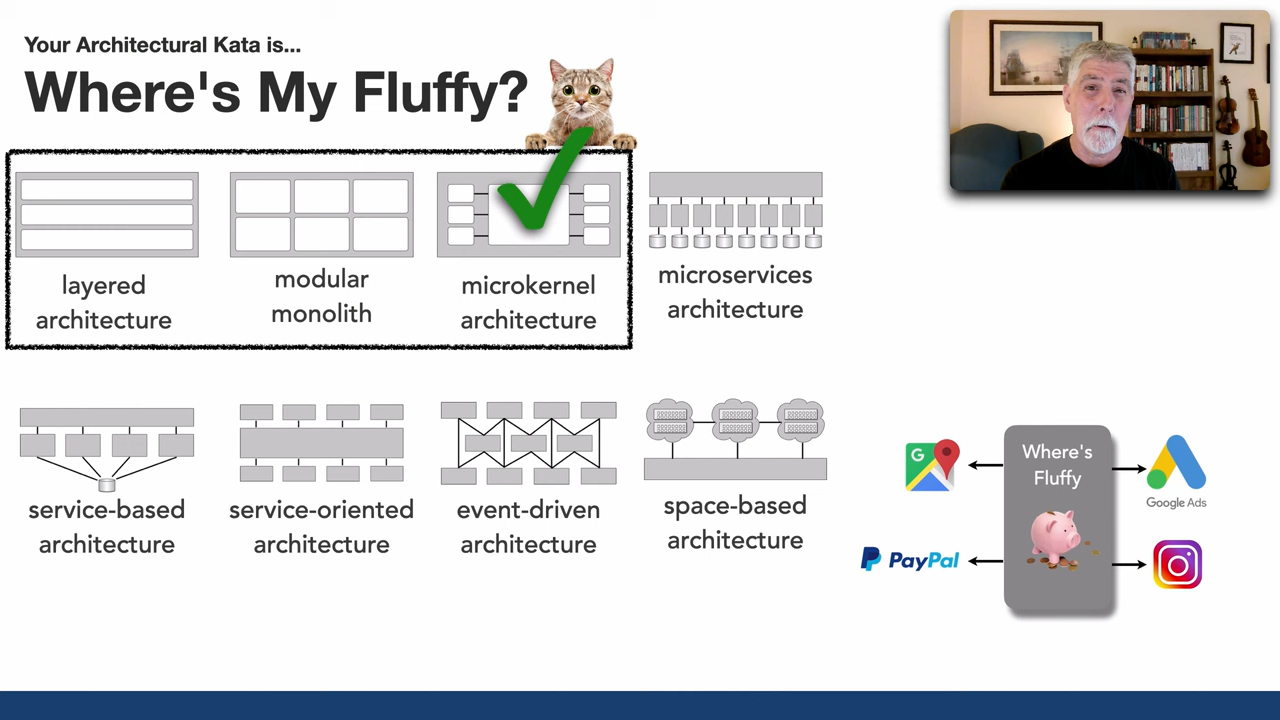 Your Architectural Kata is...
Where's My Fluffy?
layered
architecture
modular
monolith
microkernel
architecture
microservices
architecture
service-based
architecture
service-oriented
architecture
event-driven
architecture
space-based
architecture
G
Where's
Fluffy
Google Ads
PayPal